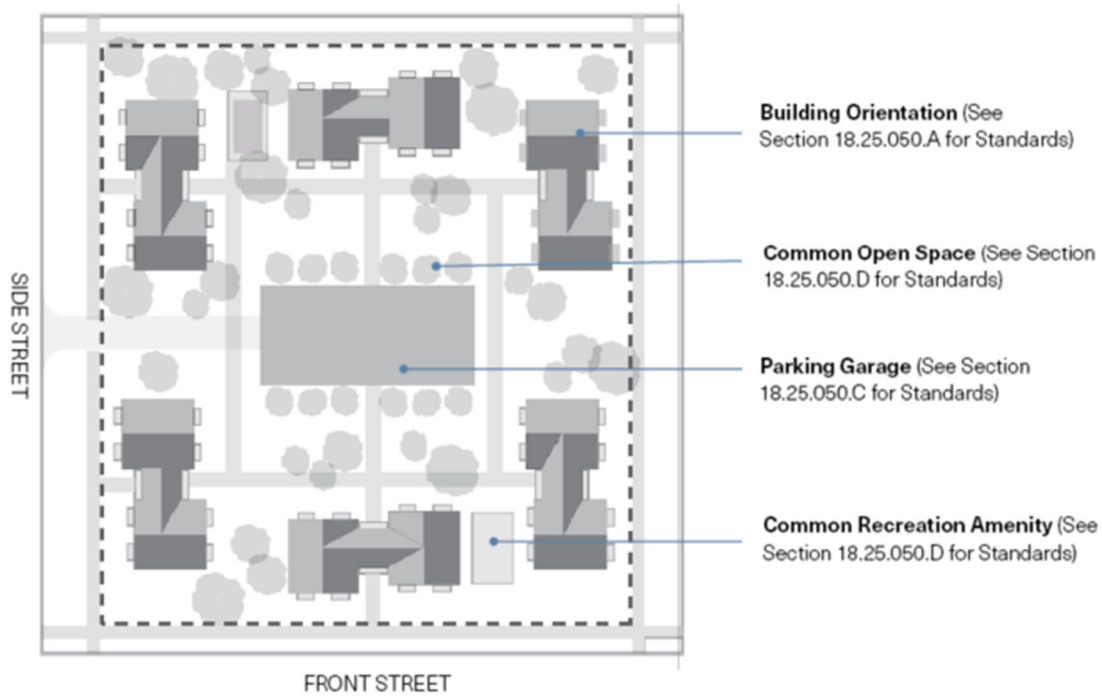 Building Orientation (See
Section 18.25.050.A for Standards)
Common Open Space (See Section
18.25.050.D for Standards)
SIDE STREET
Parking Garage (See Section
18.25.050.C for Standards)
Common Recreation Amenity (See
Section 18.25.050.D for Standards)
FRONT STREET